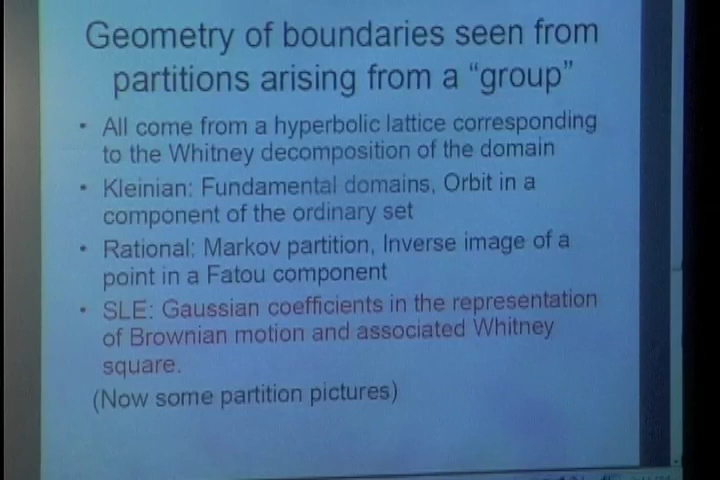 Geometry of boundaries seen from
partitions arising from a “group”
• All come from a hyperbolic lattice corresponding
to the Whitney decomposition of the domain
• Kleinian: Fundamental domains, Orbit in a
component of the ordinary set
• Rational: Markov partition, Inverse image of a
point in a Fatou component
• SLE: Gaussian coefficients in the representation
of Brownian motion and associated Whitney
square.
(Now some partition pictures)